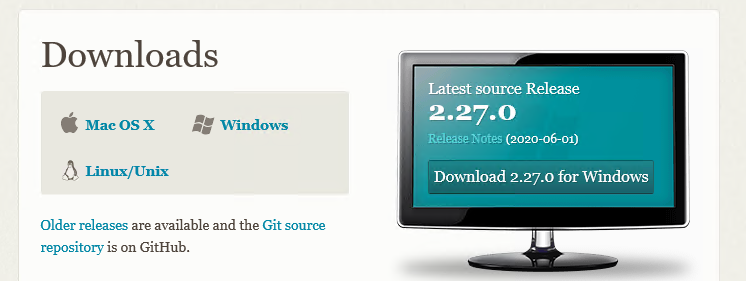 Downloads
Mac OS X
Windows
Linux/Unix
Older releases are available and the Git source
repository is on GitHub.
Latest source Release
2.27.0
Release Notes (2020-06-01)
Download 2.27.0 for Windows